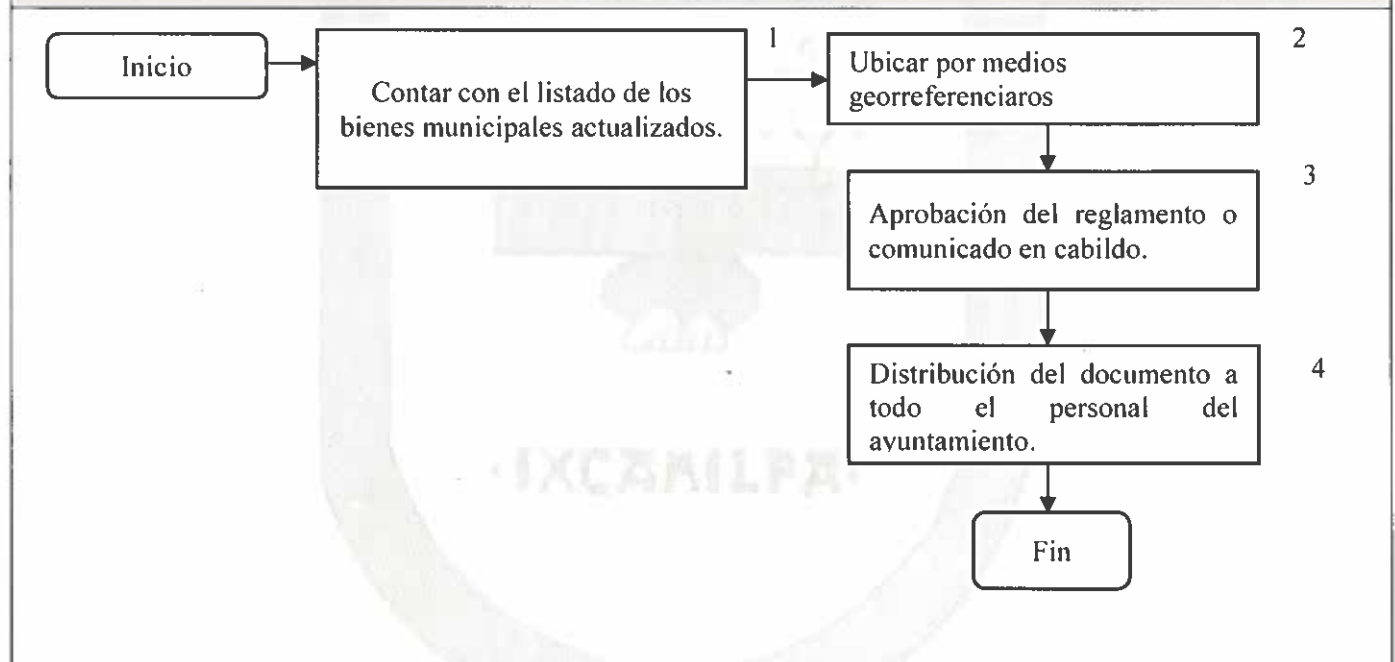 Inicio
1
Contar con el listado de los
bienes municipales actualizados.
2
Ubicar por medios
georreferenciaros
3
Aprobación del reglamento o
comunicado en cabildo.
4
Distribución del documento a
todo el personal del
ayuntamiento.
Fin
·IXCAMILPA·